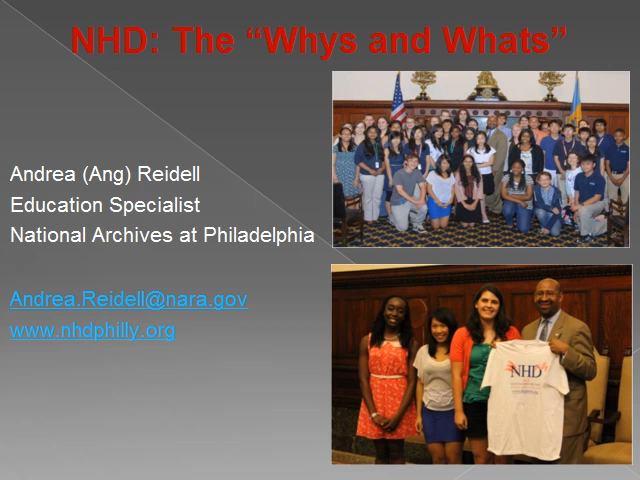 NHD: The “Whys and Whats”
Andrea (Ang) Reidell
Education Specialist
National Archives at Philadelphia
Andrea.Reidell@nara.gov
www.nhdphilly.org
NHD